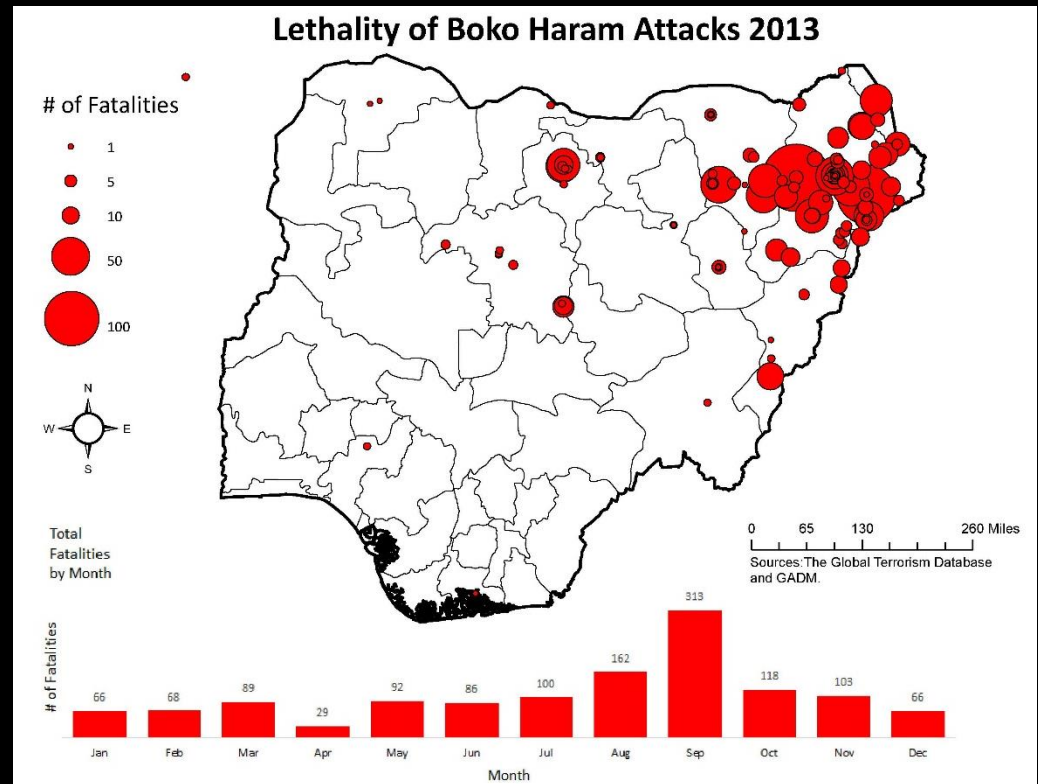 Lethality of Boko Haram Attacks 2013
# of Fatalities
1
5
10
50
100
N
W E
S
0 65 130 260 Miles
Sources:The Global Terrorism Database
and GADM.
Total
Fatalities
by Month
# of Fatalities
66 68 89 29 92 86 100 162 313 118 103 66
Jan Feb Mar Apr May Jun Jul Aug Sep Oct Nov Dec
Month